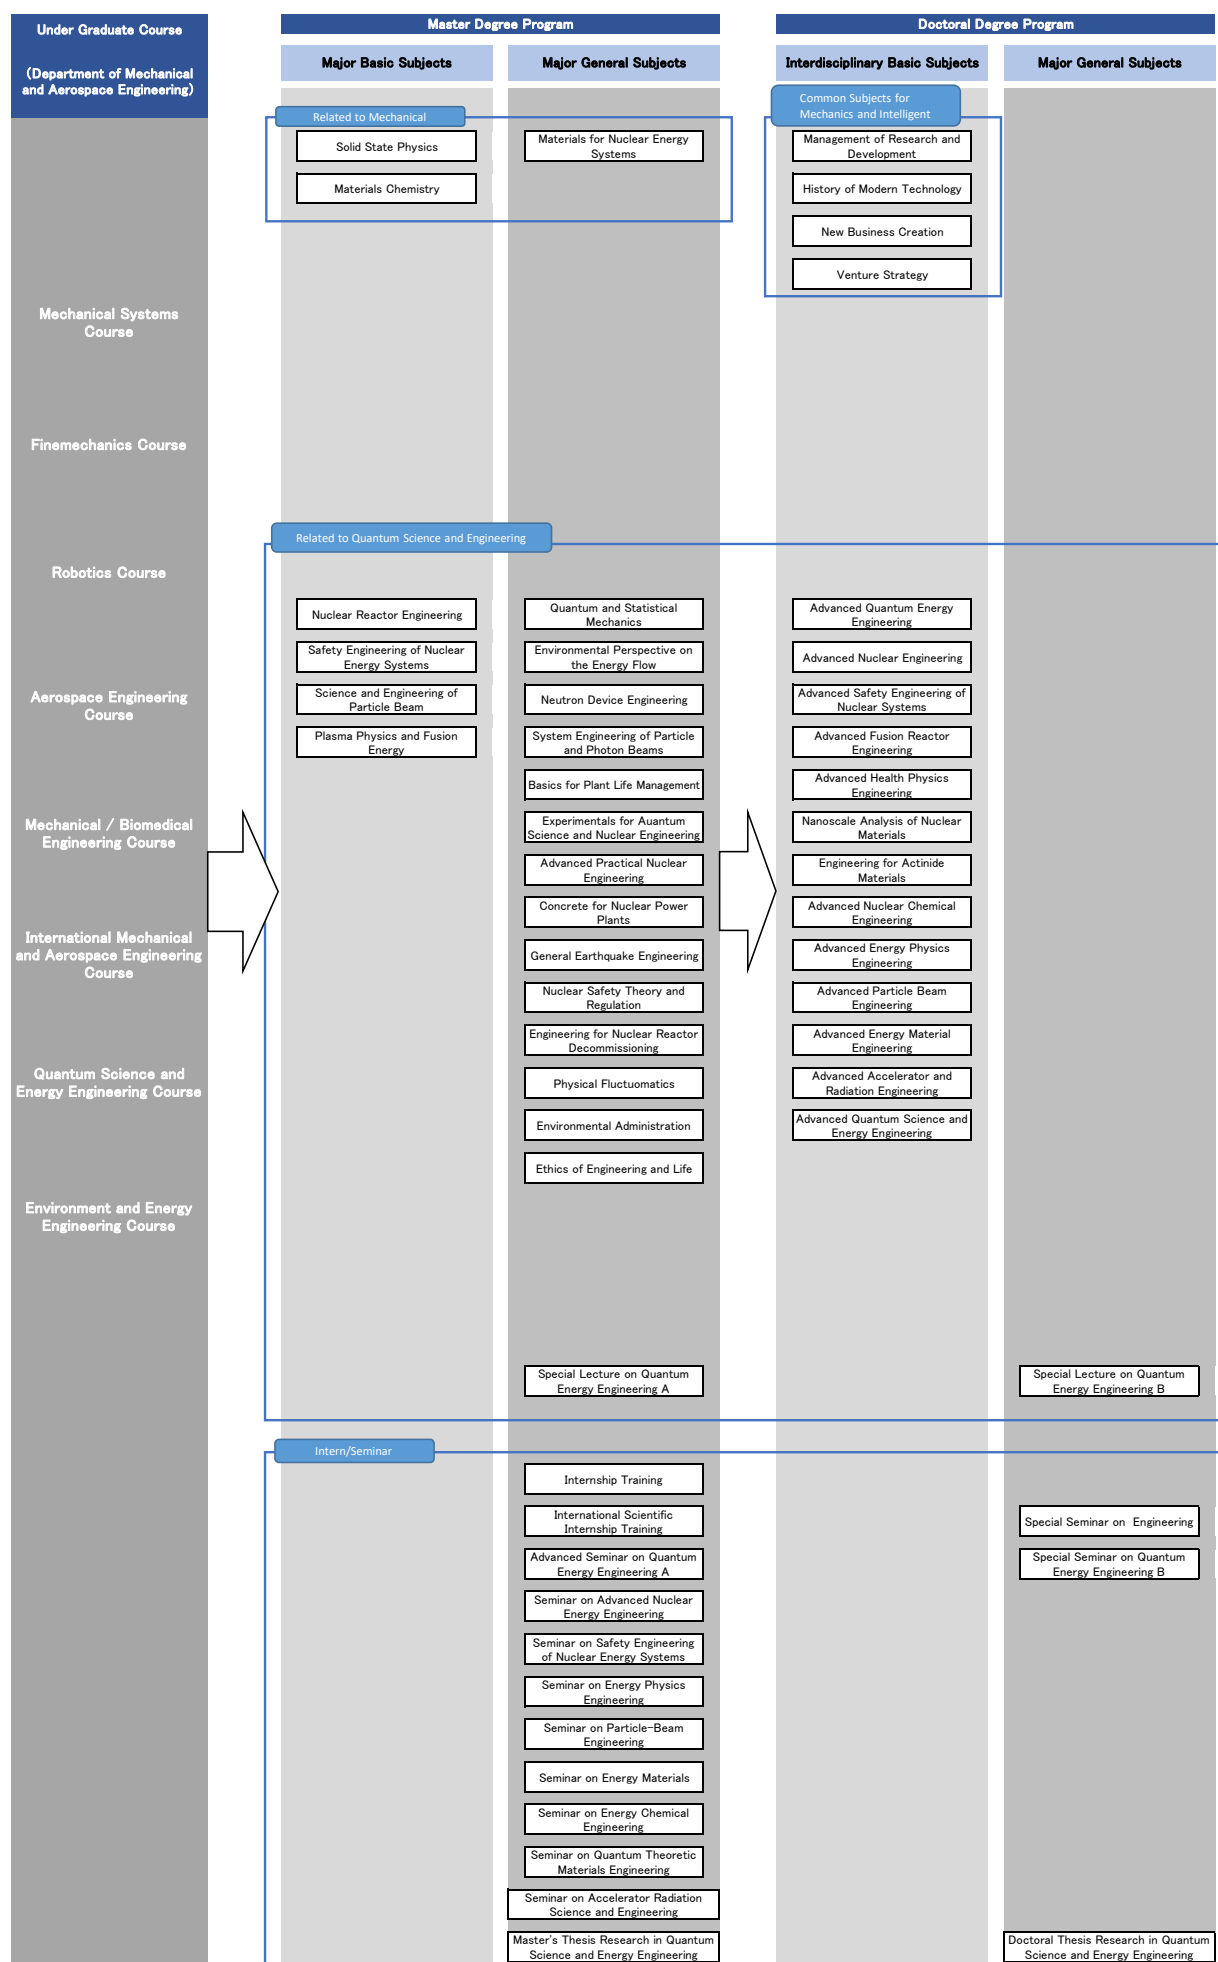 Under Graduate Course
(Department of Mechanical
and Aerospace Engineering)
Mechanical Systems
Course
Finemechanics Course
Robotics Course
Aerospace Engineering
Course
Mechanical / Biomedical
Engineering Course
International Mechanical
and Aerospace Engineering
Course
Quantum Science and
Energy Engineering Course
Environment and Energy
Engineering Course
Master Degree Program
Major Basic Subjects
Major General Subjects
Related to Mechanical
Solid State Physics
Materials Chemistry
Materials for Nuclear Energy
Systems
Doctoral Degree Program
Interdisciplinary Basic Subjects
Major General Subjects
Common Subjects for
Mechanics and Intelligent
Management of Research and
Development
History of Modern Technology
New Business Creation
Venture Strategy
Related to Quantum Science and Engineering
Nuclear Reactor Engineering
Safety Engineering of Nuclear
Energy Systems
Science and Engineering of
Particle Beam
Plasma Physics and Fusion
Energy
Quantum and Statistical
Mechanics
Environmental Perspective on
the Energy Flow
Neutron Device Engineering
System Engineering of Particle
and Photon Beams
Basics for Plant Life Management
Experimentals for Auantum
Science and Nuclear Engineering
Advanced Practical Nuclear
Engineering
Concrete for Nuclear Power
Plants
General Earthquake Engineering
Nuclear Safety Theory and
Regulation
Engineering for Nuclear Reactor
Decommissioning
Physical Fluctuomatics
Environmental Administration
Ethics of Engineering and Life
Special Lecture on Quantum
Energy Engineering A
Advanced Quantum Energy
Engineering
Advanced Nuclear Engineering
Advanced Safety Engineering of
Nuclear Systems
Advanced Fusion Reactor
Engineering
Advanced Health Physics
Engineering
Nanoscale Analysis of Nuclear
Materials
Engineering for Actinide
Materials
Advanced Nuclear Chemical
Engineering
Advanced Energy Physics
Engineering
Advanced Particle Beam
Engineering
Advanced Energy Material
Engineering
Advanced Accelerator and
Radiation Engineering
Advanced Quantum Science and
Energy Engineering
Special Lecture on Quantum
Energy Engineering B
Intern/Seminar
Internship Training
International Scientific
Internship Training
Advanced Seminar on Quantum
Energy Engineering A
Seminar on Advanced Nuclear
Energy Engineering
Seminar on Safety Engineering
of Nuclear Energy Systems
Seminar on Energy Physics
Engineering
Seminar on Particle-Beam
Engineering
Seminar on Energy Materials
Seminar on Energy Chemical
Engineering
Seminar on Quantum Theoretic
Materials Engineering
Seminar on Accelerator Radiation
Science and Engineering
Master's Thesis Research in Quantum
Science and Energy Engineering
Special Seminar on  Engineering
Special Seminar on Quantum
Energy Engineering B
Doctoral Thesis Research in Quantum
Science and Energy Engineering